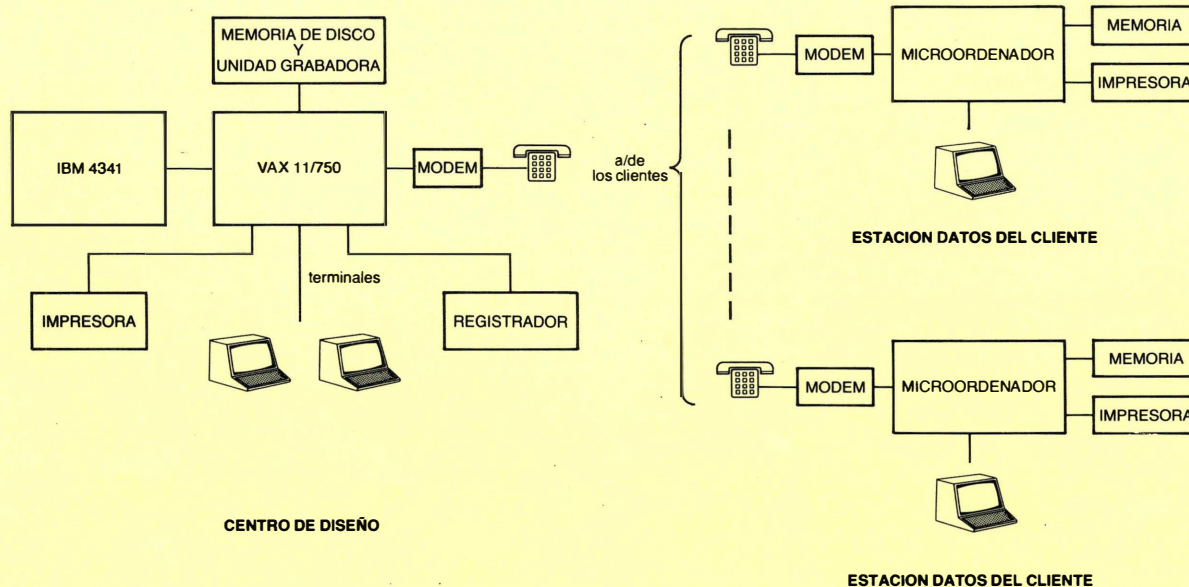 MEMORIA DE DISCO
Y
UNIDAD GRABADORA
IBM 4341
VAX 11/750
MODEM
terminales
IMPRESORA
REGISTRADOR
CENTRO DE DISEÑO
a/de
los clientes
MODEM
MICROORDENADOR
MEMORIA
IMPRESORA
ESTACION DATOS DEL CLIENTE
MODEM
MICROORDENADOR
MEMORIA
IMPRESORA
ESTACION DATOS DEL CLIENTE